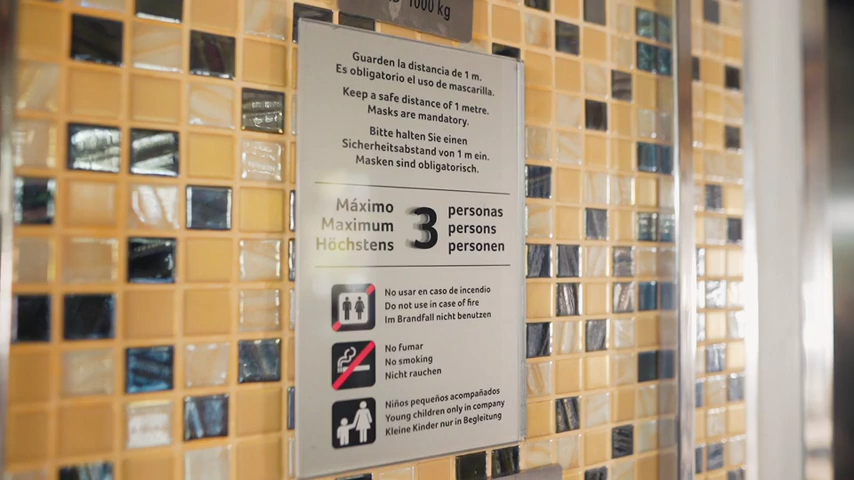 1000 kg
Guarden la distancia de 1 m.
Es obligatorio el uso de mascarilla.
Keep a safe distance of 1 metre.
Masks are mandatory.
Bitte halten Sie einen
Sicherheitsabstand von 1 m ein.
Masken sind obligatorisch.
Máximo
Maximum
Höchstens
3
personas
persons
personen
No usar en caso de incendio
Do not use in case of fire
Im Brandfall nicht benutzen
No fumar
No smoking
Nicht rauchen
Niños pequeños acompañados
Young children only in company
Kleine Kinder nur in Begleitung